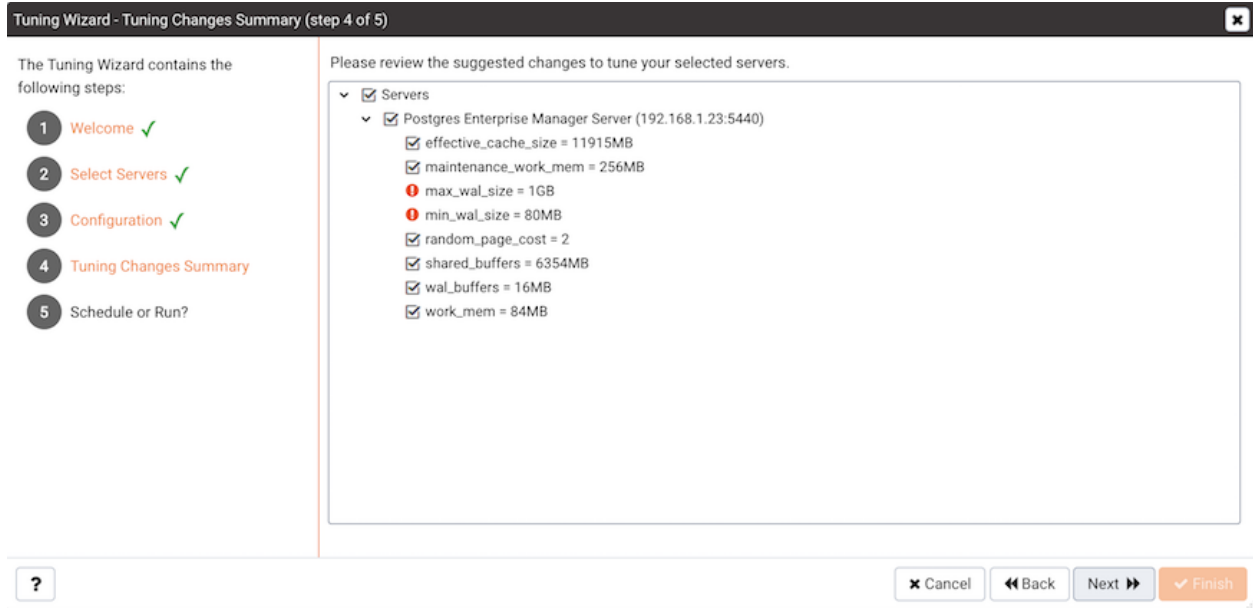 Tuning Wizard - Tuning Changes Summary (step 4 of 5)
The Tuning Wizard contains the
following steps:
1 Welcome
2 Select Servers
3 Configuration
4 Tuning Changes Summary
5 Schedule or Run?
Please review the suggested changes to tune your selected servers.
Servers
Postgres Enterprise Manager Server (192.168.1.23:5440)
effective_cache_size = 11915MB
maintenance_work_mem = 256MB
max_wal_size = 1GB
min_wal_size = 80MB
random_page_cost = 2
shared_buffers = 6354MB
wal_buffers = 16MB
work_mem = 84MB
? Cancel Back Next Finish